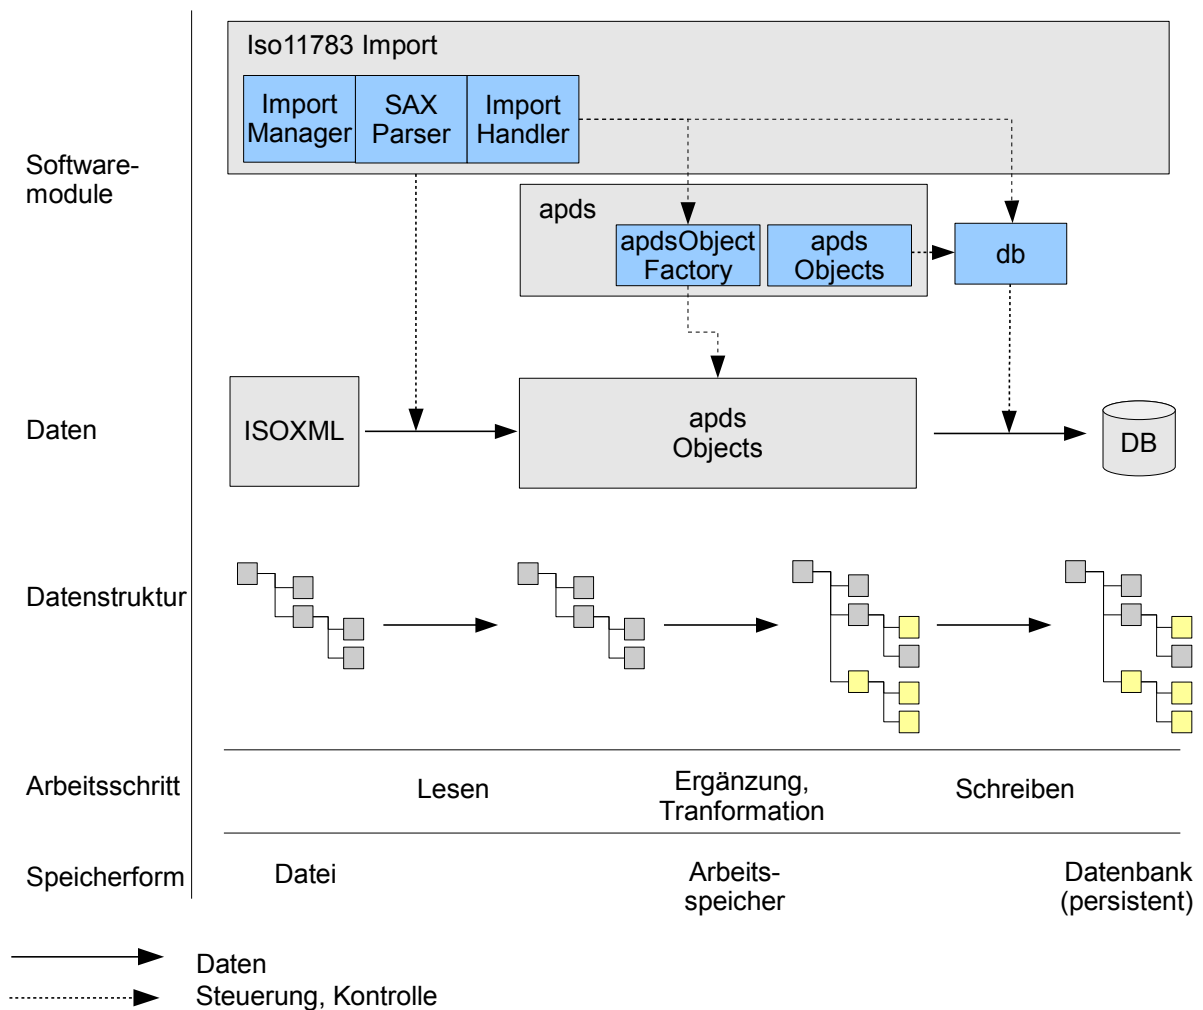 Iso11783 Import
Import
Manager
SAX
Parser
Import
Handler
Software-
module
apds
apdsObject
Factory
apds
Objects
db
Daten
ISOXML
apds
Objects
DB
Datenstruktur
Arbeitsschritt
Lesen
Ergänzung,
Tranformation
Schreiben
Speicherform
Datei
Arbeits-
speicher
Datenbank
(persistent)
Daten
Steuerung, Kontrolle